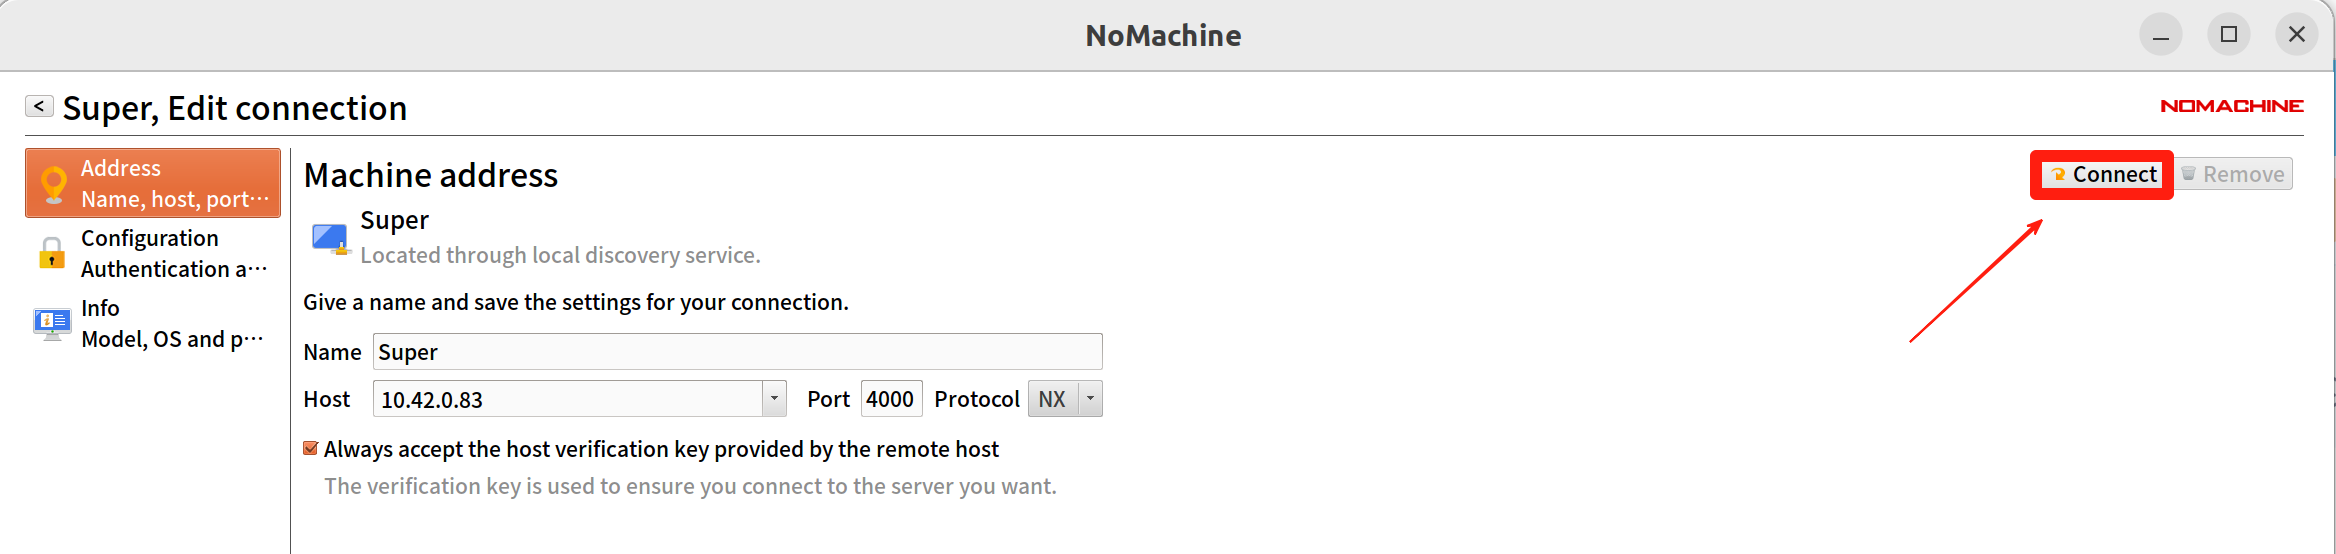 NoMachine
< Super, Edit connection
NOMACHINE
Address
Name, host, port···
Configuration
Authentication a···
Info
Model, OS and p···
Machine address
Connect
Remove
Super
Located through local discovery service.
Give a name and save the settings for your connection.
Name Super
Host 10.42.0.83 Port 4000 Protocol NX
Always accept the host verification key provided by the remote host
The verification key is used to ensure you connect to the server you want.